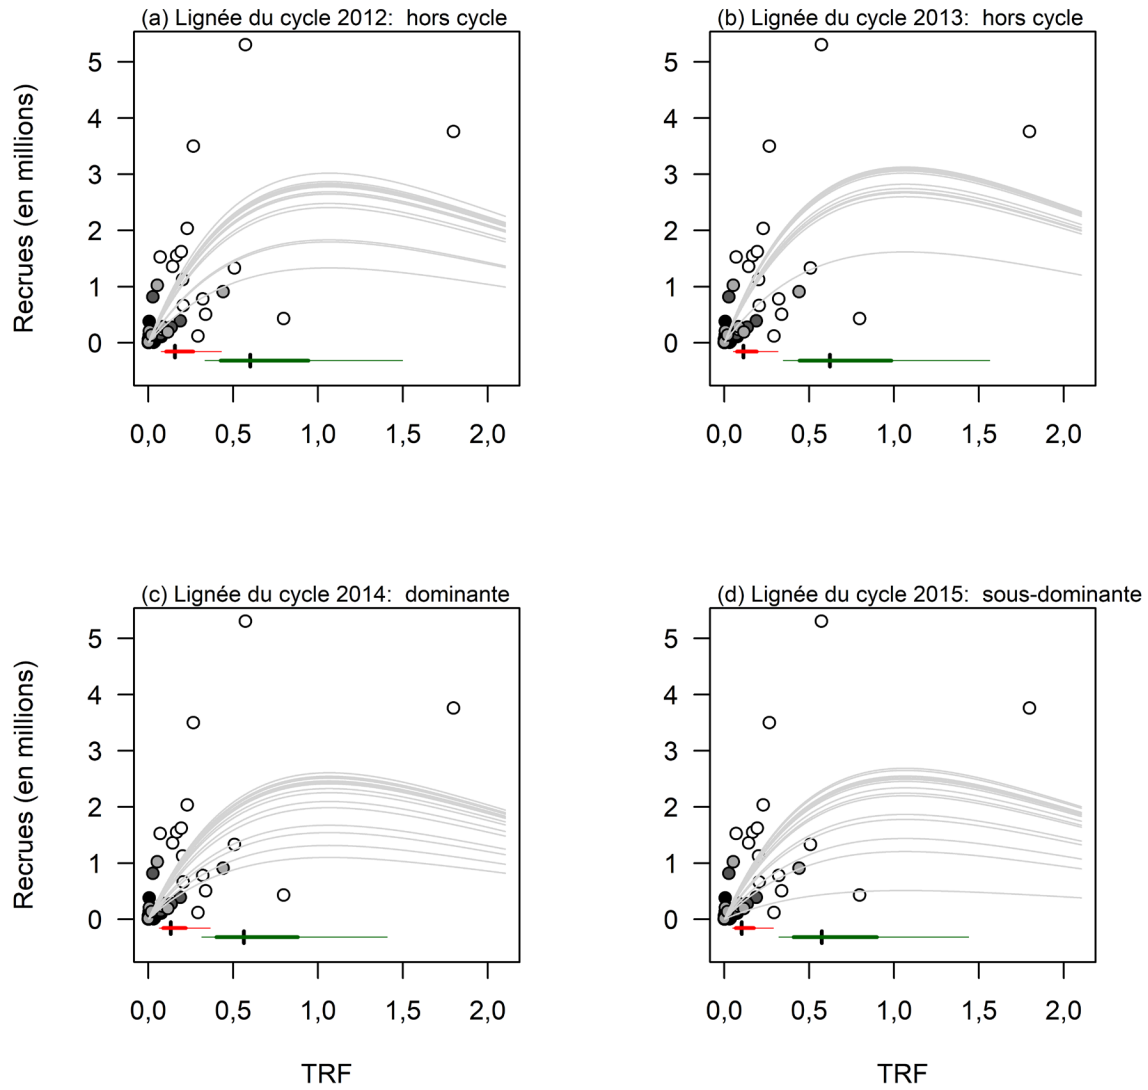 (a) Lignée du cycle 2012:  hors cycle
(b) Lignée du cycle 2013:  hors cycle
Recrues (en millions)
5
4
3
2
1
0
0,0 0,5 1,0 1,5 2,0
5
4
3
2
1
0
0,0 0,5 1,0 1,5 2,0
(c) Lignée du cycle 2014:  dominante
(d) Lignée du cycle 2015:  sous-dominante
Recrues (en millions)
5
4
3
2
1
0
0,0 0,5 1,0 1,5 2,0
TRF
5
4
3
2
1
0
0,0 0,5 1,0 1,5 2,0
TRF